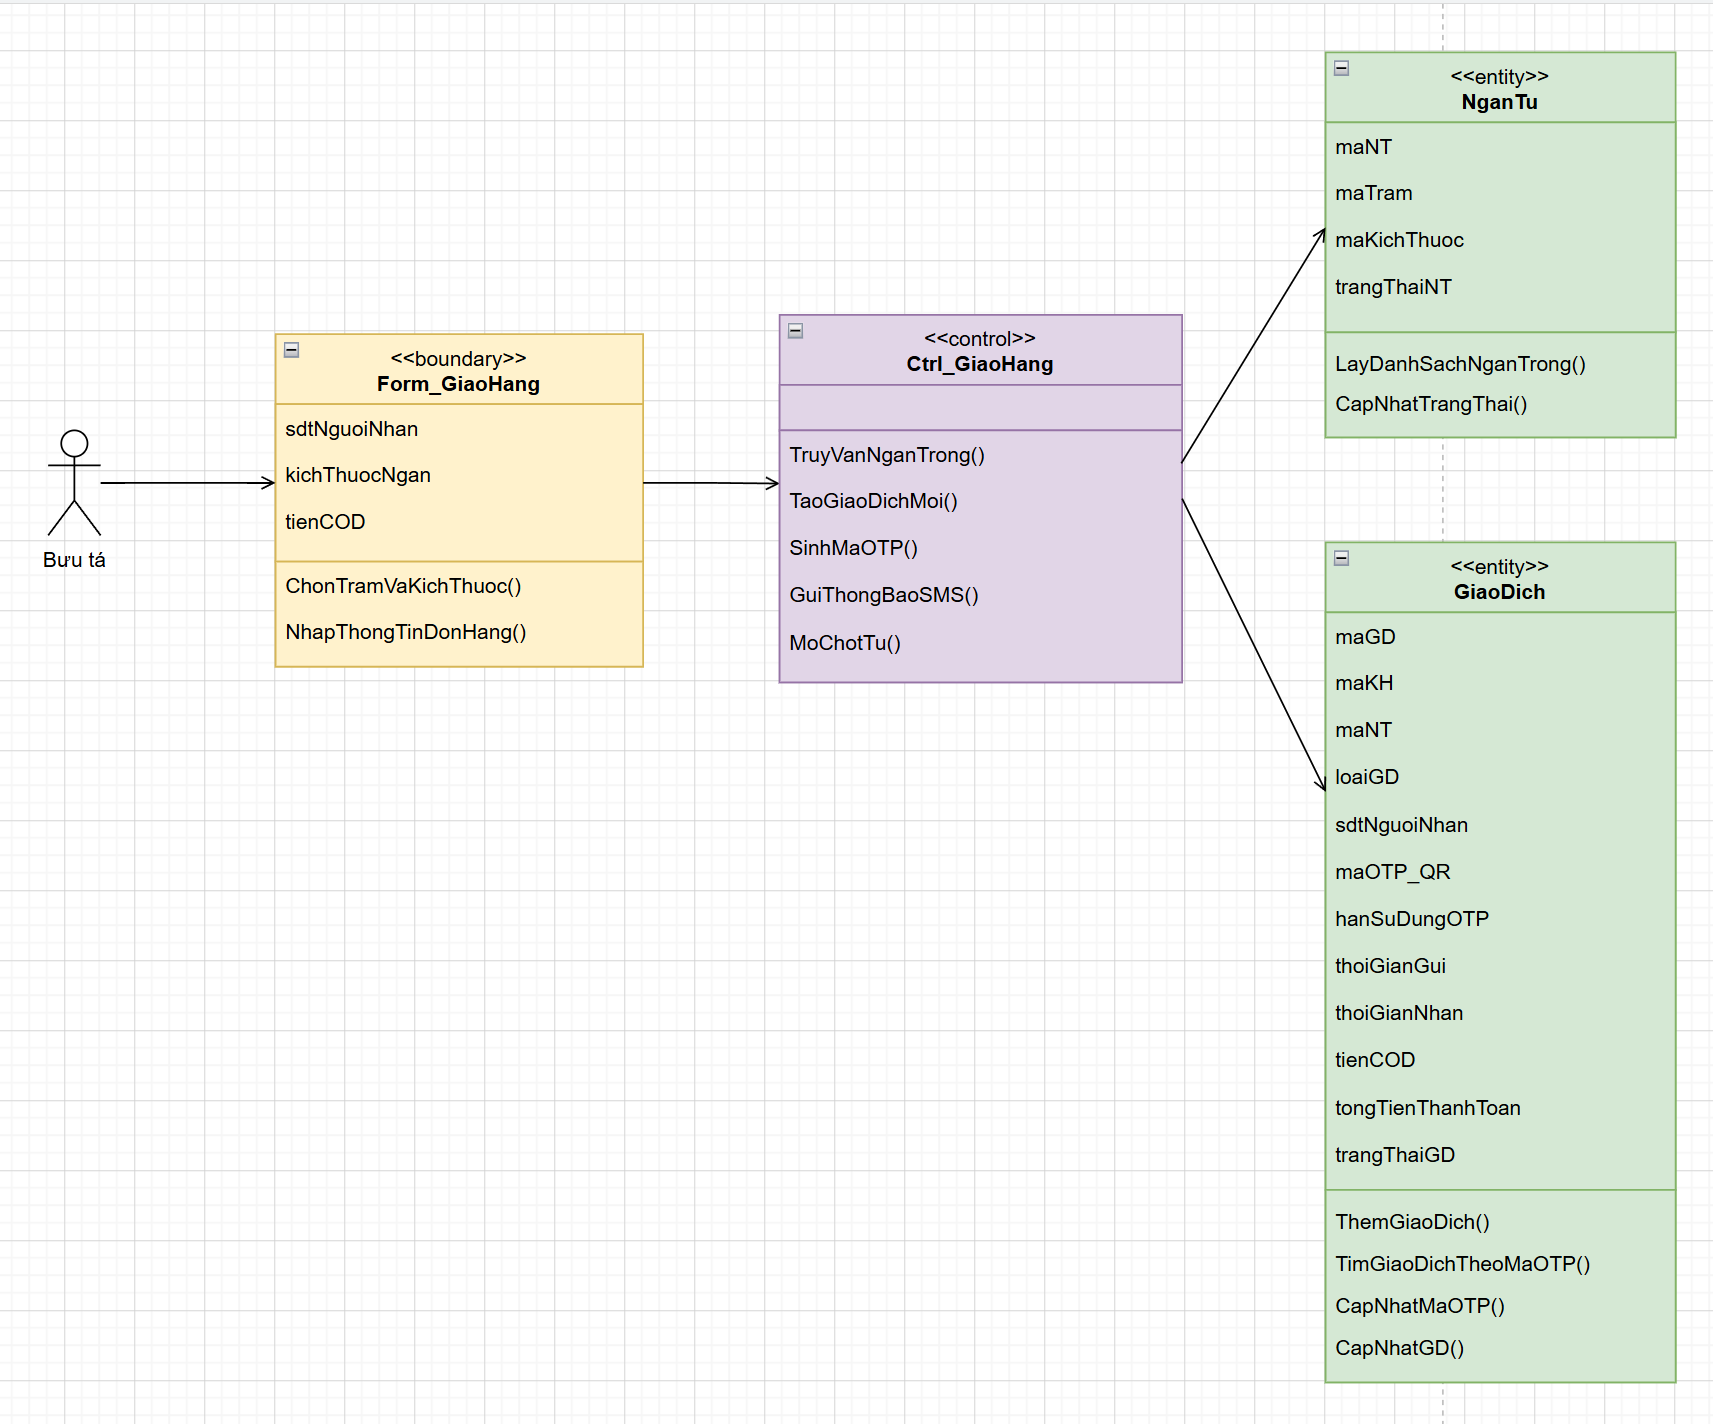 Bưu tá
<<boundary>>
Form_GiaoHang
sdtNguoiNhan
kichThuocNgan
tienCOD
ChonTramVaKichThuoc()
NhapThongTinDonHang()
<<control>>
Ctrl_GiaoHang
TruyVanNganTrong()
TaoGiaoDichMoi()
SinhMaOTP()
GuiThongBaoSMS()
MoChotTu()
<<entity>>
NganTu
maNT
maTram
maKichThuoc
trangThaiNT
LayDanhSachNganTrong()
CapNhatTrangThai()
<<entity>>
GiaoDich
maGD
maKH
maNT
loaiGD
sdtNguoiNhan
maOTP_QR
hanSuDungOTP
thoiGianGui
thoiGianNhan
tienCOD
tongTienThanhToan
trangThaiGD
ThemGiaoDich()
TimGiaoDichTheoMaOTP()
CapNhatMaOTP()
CapNhatGD()